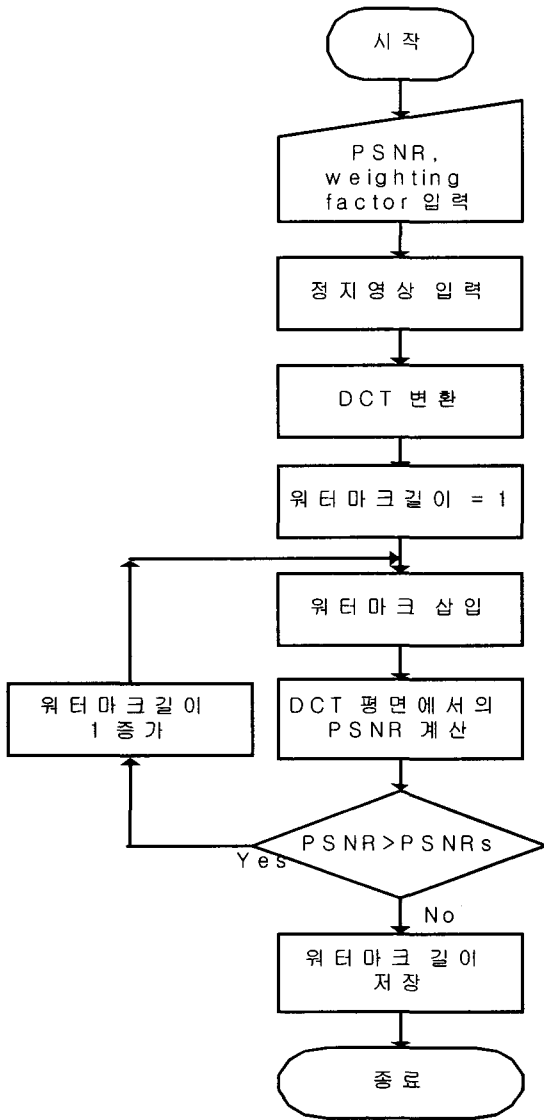 시작
PSNR,
weighting
factor 입력
정지영상 입력
DCT 변환
워터마크길이 = 1
워터마크 삽입
워터마크길이
1 증가
DCT 평면에서의
PSNR 계산
PSNR>PSNRs
Yes
No
워터마크 길이
저장
종료